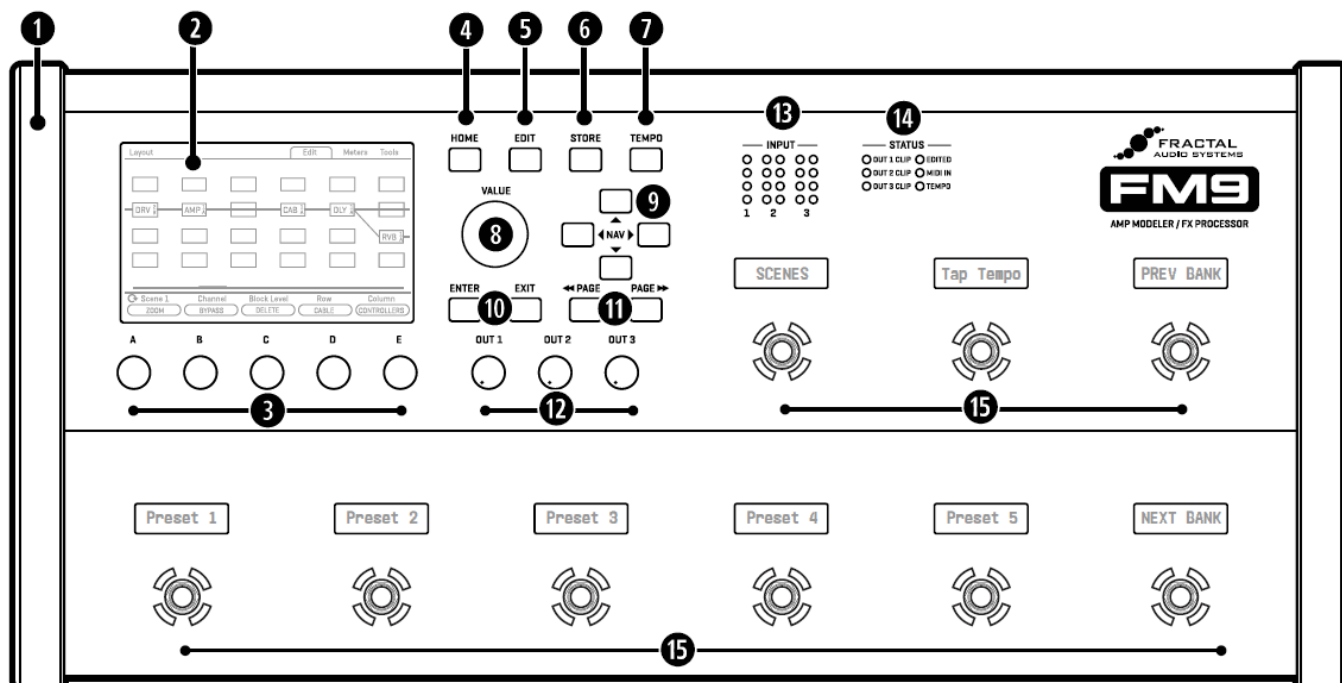 1 2 4 5 6 7
13 14
HOME EDIT STORE TEMPO
INPUT
1 2 3
STATUS
OUT 1 CLIP EDITED
OUT 2 CLIP MIDI IN
OUT 3 CLIP TEMPO
FRACTAL
AUDIO SYSTEMS
FM9
AMP MODELER / FX PROCESSOR
Layout Edit Meters Tools
DRV AMP CAB DLY
RVB
Scene 1 Channel Block Level Row Column
ZOOM BYPASS DELETE CABLE CONTROLLERS
VALUE
8
9
NAV
ENTER 10 EXIT
PAGE 11 PAGE
SCENES Tap Tempo PREV BANK
A B C D E
OUT 1 OUT 2 OUT 3
3 12 15
Preset 1 Preset 2 Preset 3 Preset 4 Preset 5 NEXT BANK
15